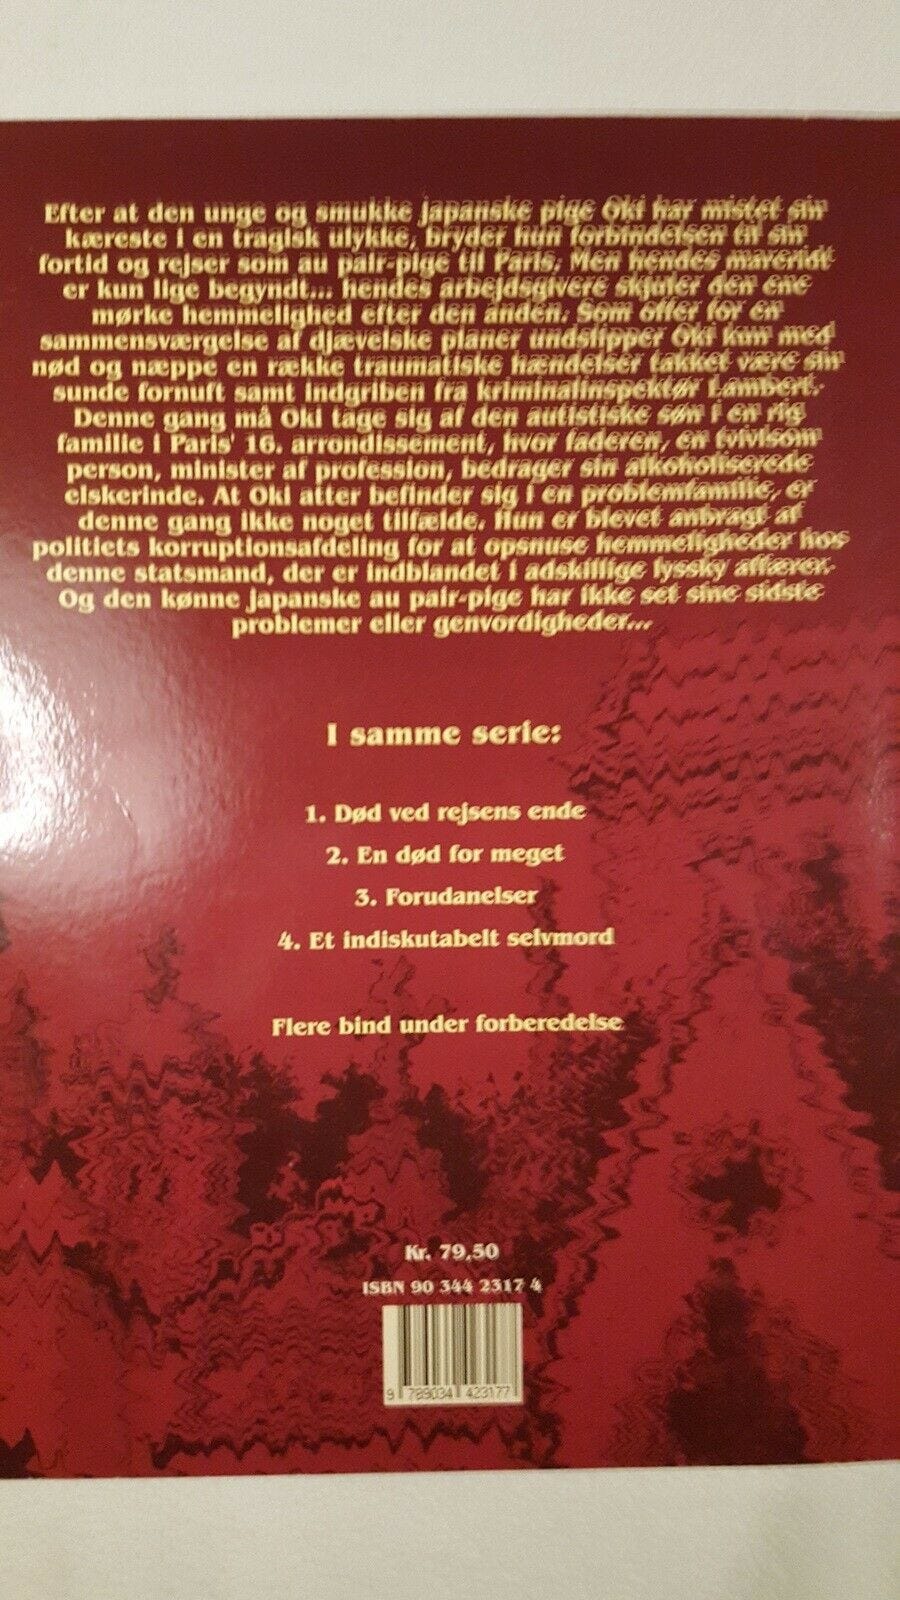 Efter at den unge og smukke japanske pige Oki har mistet sin
kæreste i en tragisk ulykke, bryder hun forbindelsen til sin
fortid og rejser som au pair-pige til Paris. Men hendes mareridt
er kun lige begyndt... hendes arbejdsgivere skjuler den ene
mørke hemmelighed efter den anden. Som offer for en
sammensværgelse af djævelske planer undslipper Oki kun med
nød og næppe en række traumatiske hændelser takket være sin
sunde fornuft samt indgriben fra kriminalinspektør Lambert.
Denne gang må Oki tage sig af den autistiske søn i en rig
familie i Paris' 16. arrondissement, hvor faderen, en tvivlsom
person, minister af profession, bedrager sin alkoholiserede
elskerinde. At Oki atter befinder sig i en problemfamilie, er
denne gang ikke noget tilfælde. Hun er blevet anbragt af
politiets korruptionsafdeling for at opsnuse hemmeligheder hos
denne statsmand, der er indblandet i adskillige lyssky affærer.
Og den kønne japanske au pair-pige har ikke set sine sidste
problemer eller genvordigheder...
I samme serie:
1. Død ved rejsens ende
2. En død for meget
3. Forudanelser
4. Et indiskutabelt selvmord
Flere bind under forberedelse
Kr. 79,50
ISBN 90 344 2317 4
9 789034 423177